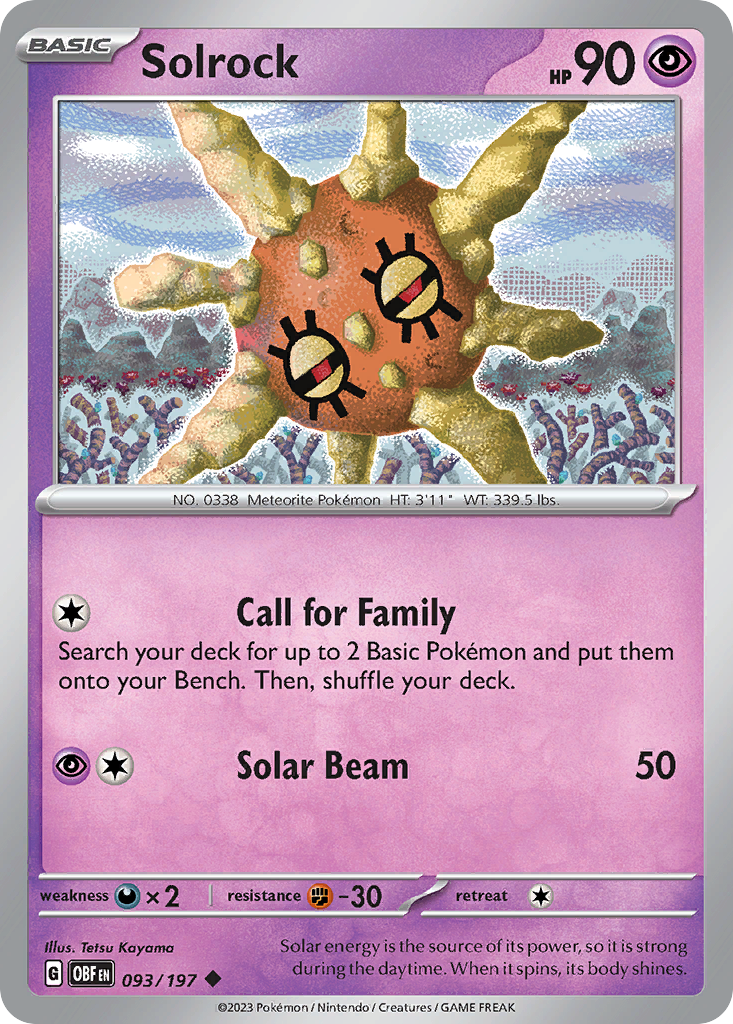 BASIC
Solrock
HP 90
NO. 0338 Meteorite Pokémon HT: 3'11" WT: 339.5 lbs.
Call for Family
Search your deck for up to 2 Basic Pokémon and put them
onto your Bench. Then, shuffle your deck.
Solar Beam 50
weakness ×2 resistance -30 retreat
Illus. Tetsu Kayama
G OBF EN 093/197
Solar energy is the source of its power, so it is strong
during the daytime. When it spins, its body shines.
©2023 Pokémon / Nintendo / Creatures / GAME FREAK